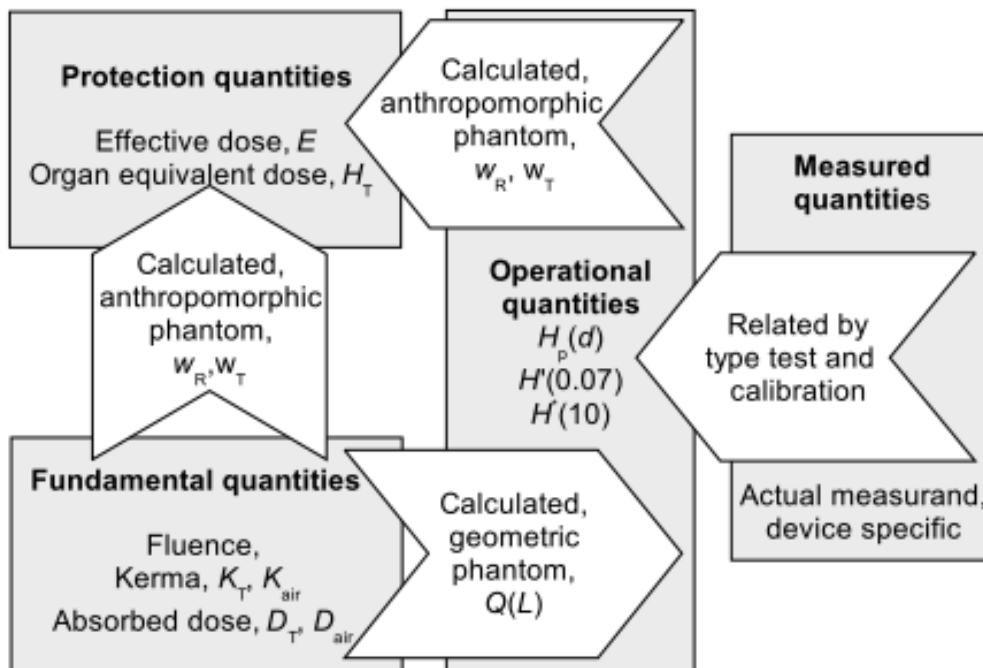 Protection quantities
Effective dose, E
Organ equivalent dose, H_T
Calculated,
anthropomorphic
phantom,
w_R, w_T
Measured
quantities
Calculated,
anthropomorphic
phantom,
w_R,w_T
Operational
quantities
H_p(d)
H'(0.07)
H*(10)
Related by
type test and
calibration
Actual measurand,
device specific
Fundamental quantities
Fluence,
Kerma, K_T, K_air
Absorbed dose, D_T, D_air
Calculated,
geometric
phantom,
Q(L)